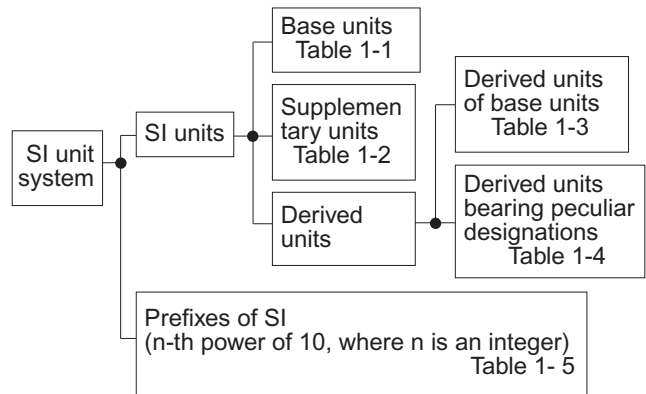 SI unit
system
SI units
Base units
Table 1-1
Supplemen
tary units
Table 1-2
Derived
units
Derived units
of base units
Table 1-3
Derived units
bearing peculiar
designations
Table 1-4
Prefixes of SI
(n-th power of 10, where n is an integer)
Table 1- 5